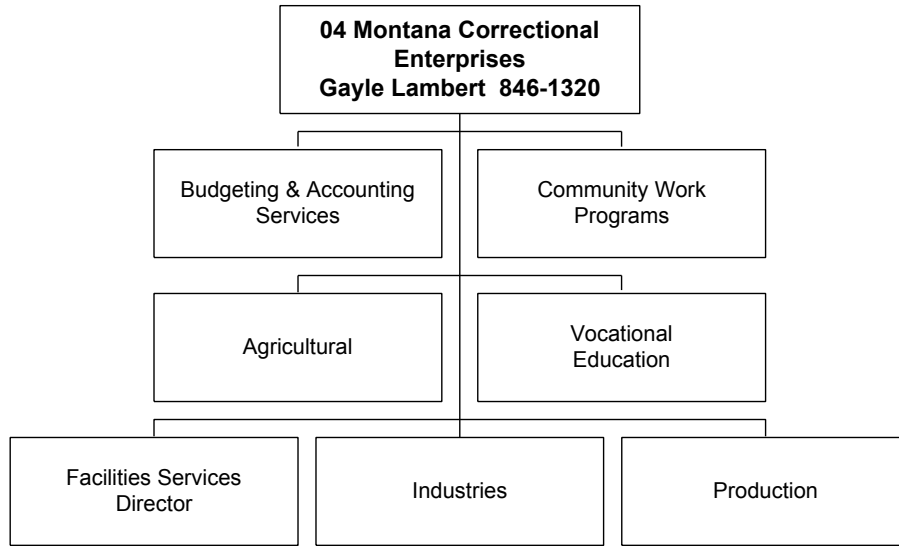 04 Montana Correctional
Enterprises
Gayle Lambert 846-1320
Budgeting & Accounting
Services
Community Work
Programs
Agricultural
Vocational
Education
Facilities Services
Director
Industries
Production